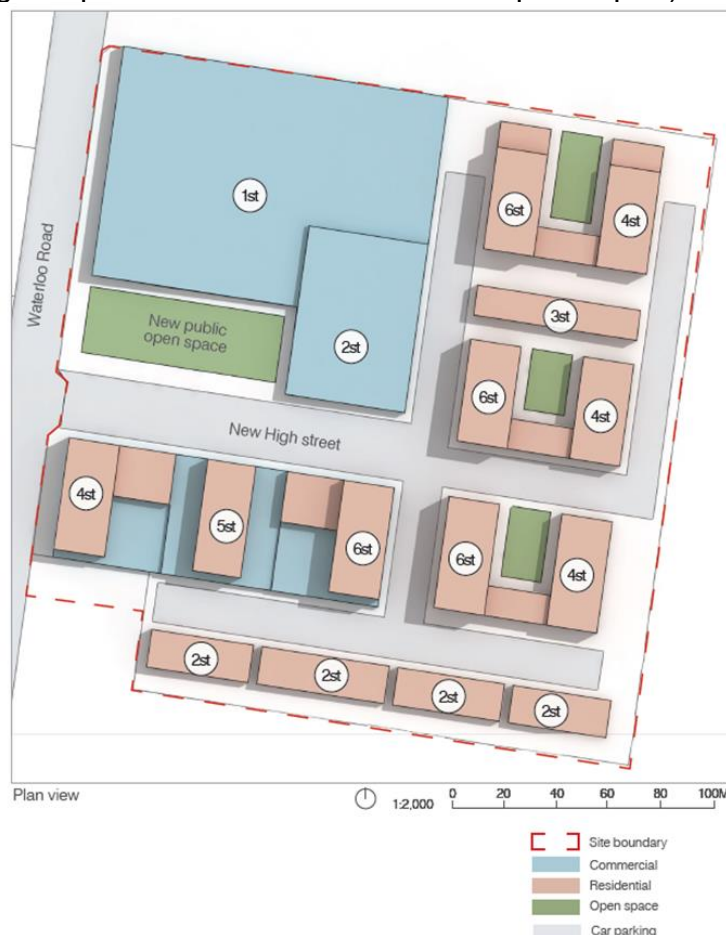 1st
6st
4st
Waterloo Road
3st
New public
open space
2st
6st
4st
New High street
4st
5st
6st
6st
4st
2st
2st
2st
2st
Plan view
1:2,000
0 20 40 60 80 100M
Site boundary
Commercial
Residential
Open space
Car parking